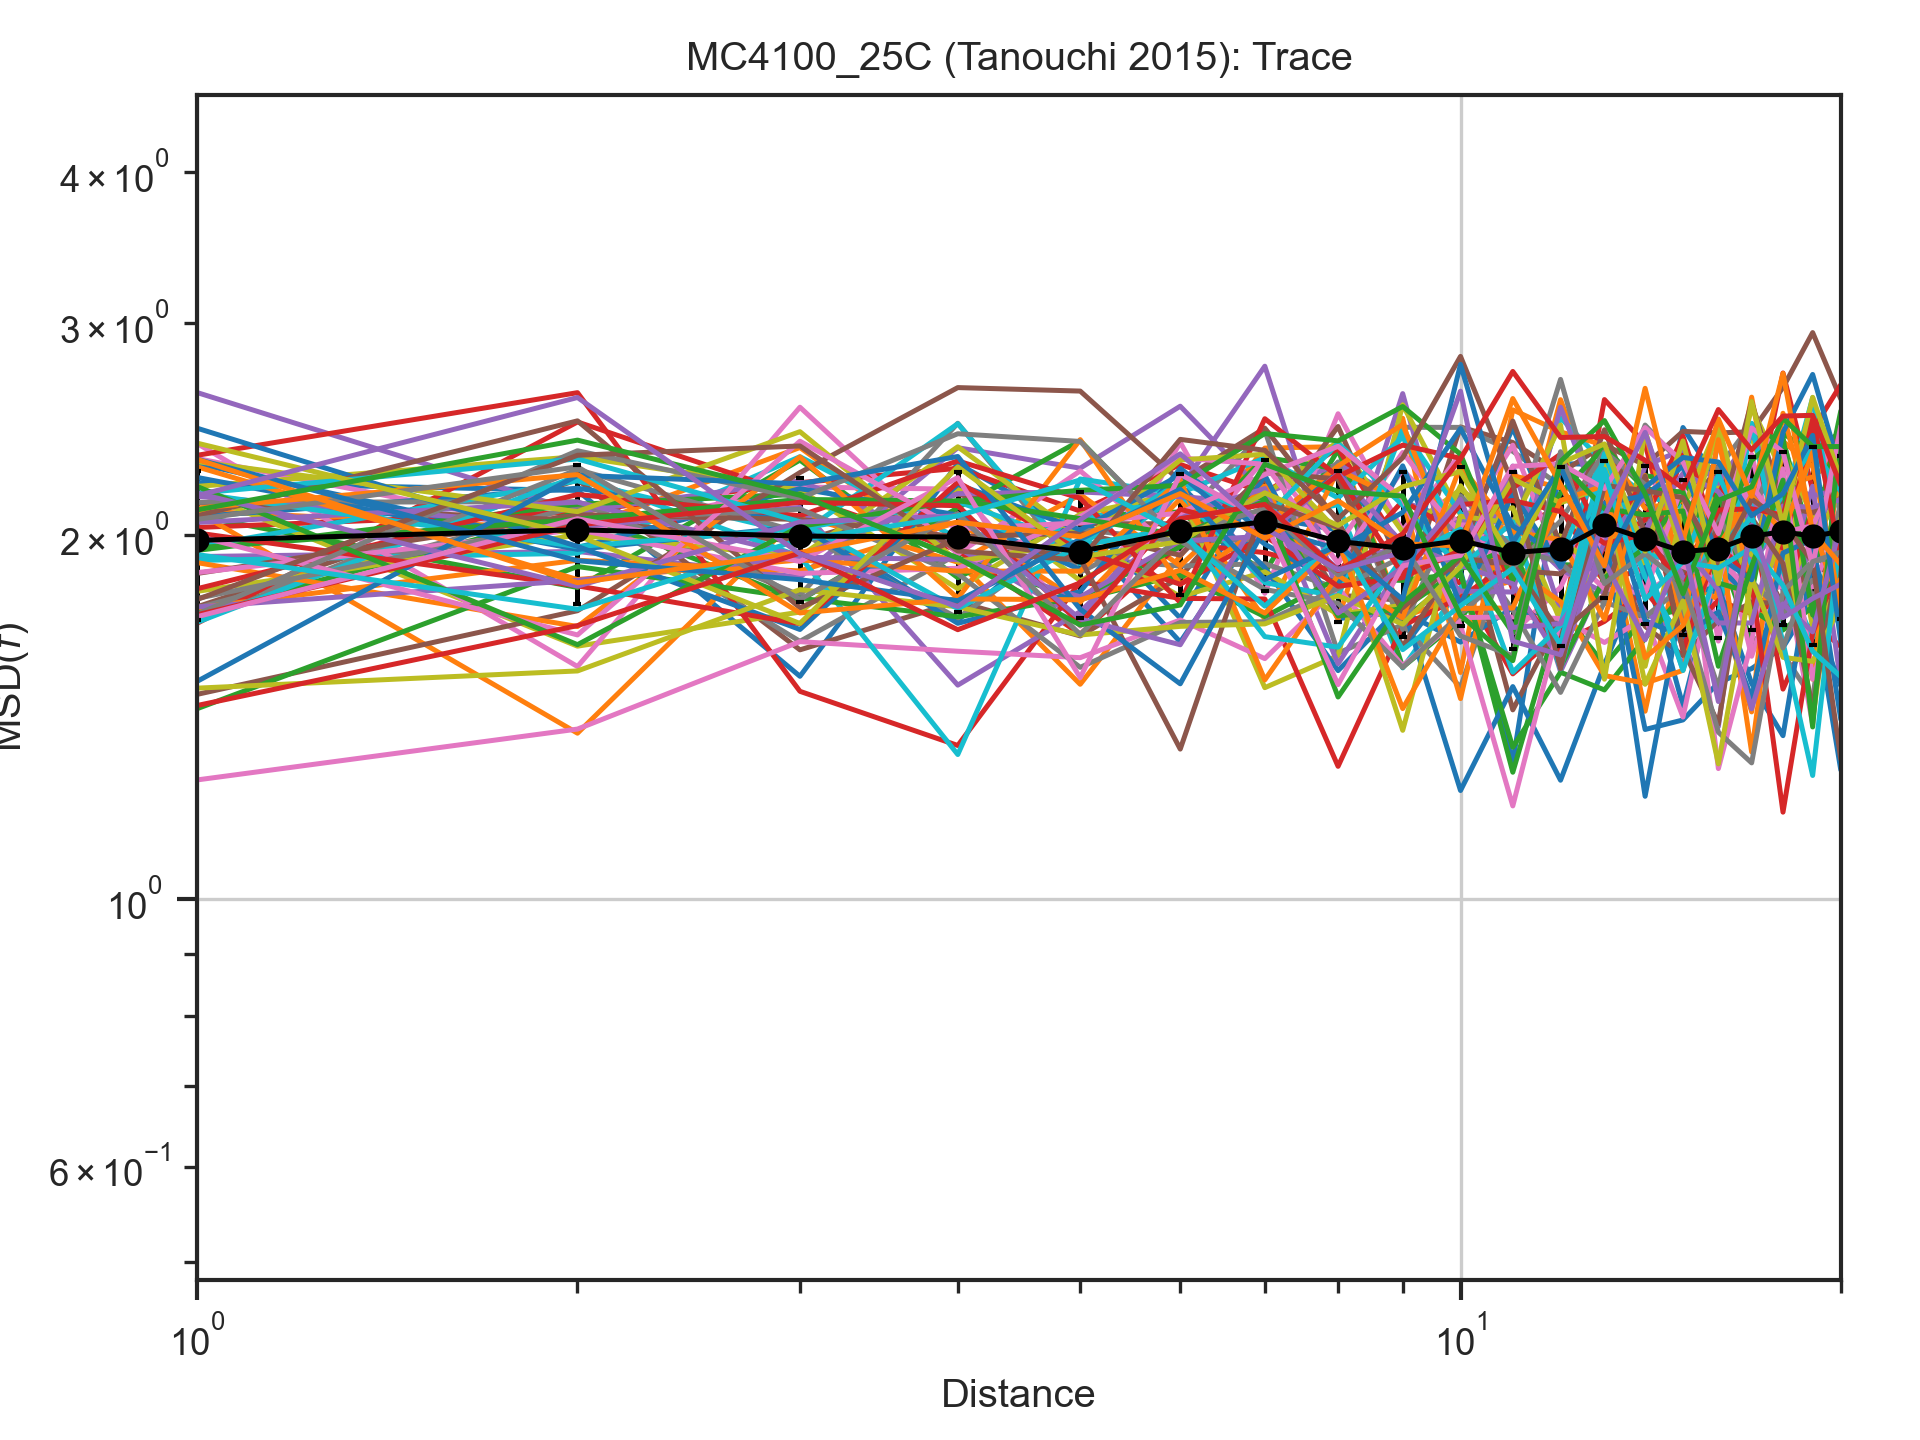 MC4100_25C (Tanouchi 2015): Trace
4 × 10⁰
3 × 10⁰
2 × 10⁰
10⁰
6 × 10⁻¹
MSD(f)
10⁰
10¹
Distance